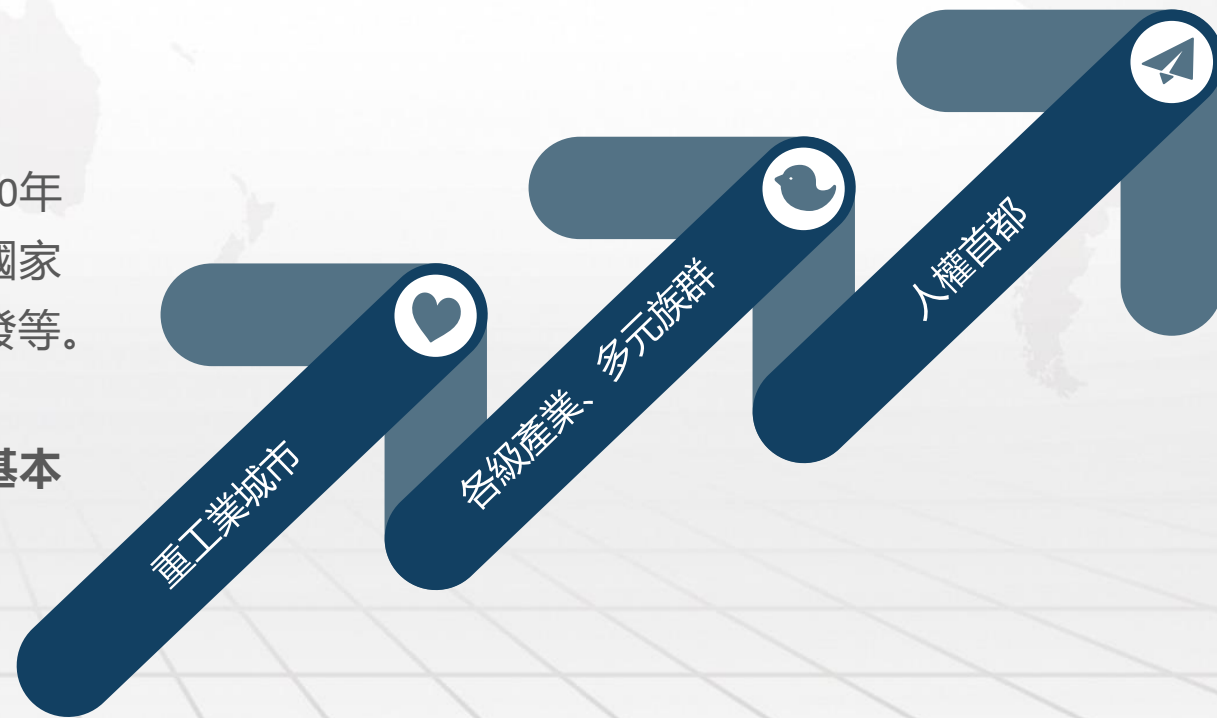 0年
國家
發等。
基本
重工業城市
各級產業、多元族群
人權首都